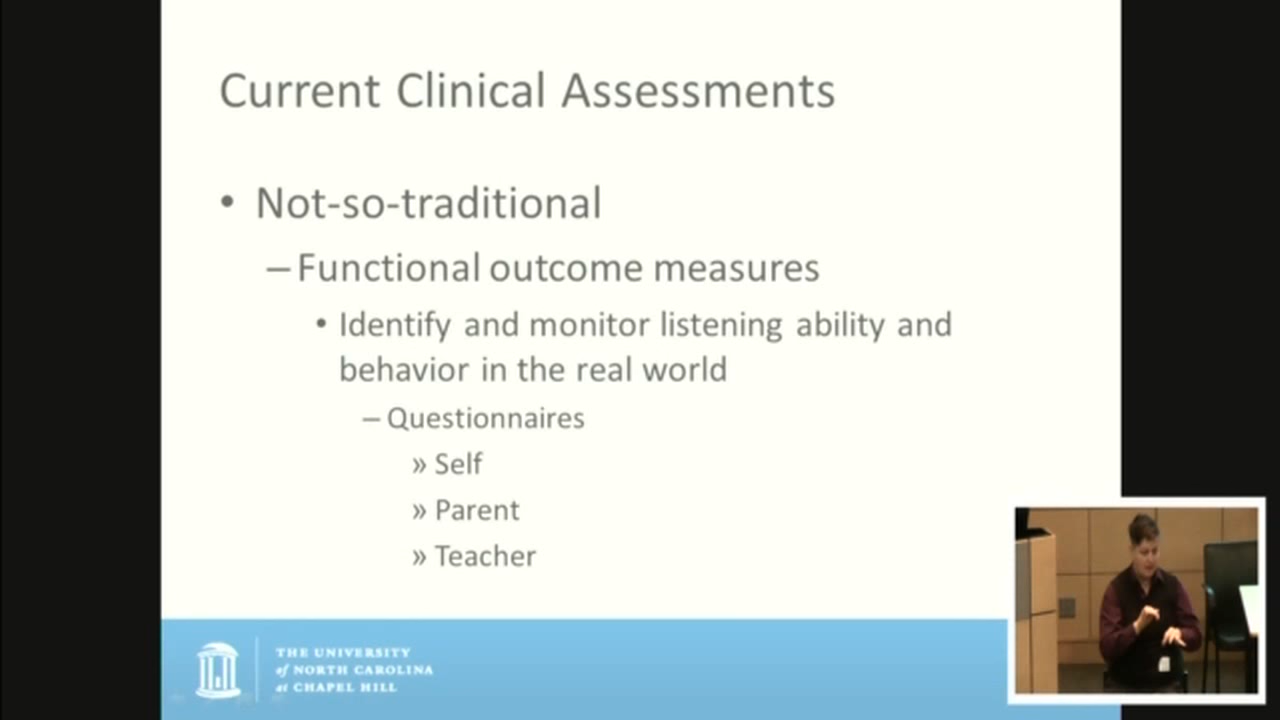 Current Clinical Assessments
• Not-so-traditional
– Functional outcome measures
• Identify and monitor listening ability and
behavior in the real world
– Questionnaires
» Self
» Parent
» Teacher
THE UNIVERSITY
of NORTH CAROLINA
at CHAPEL HILL